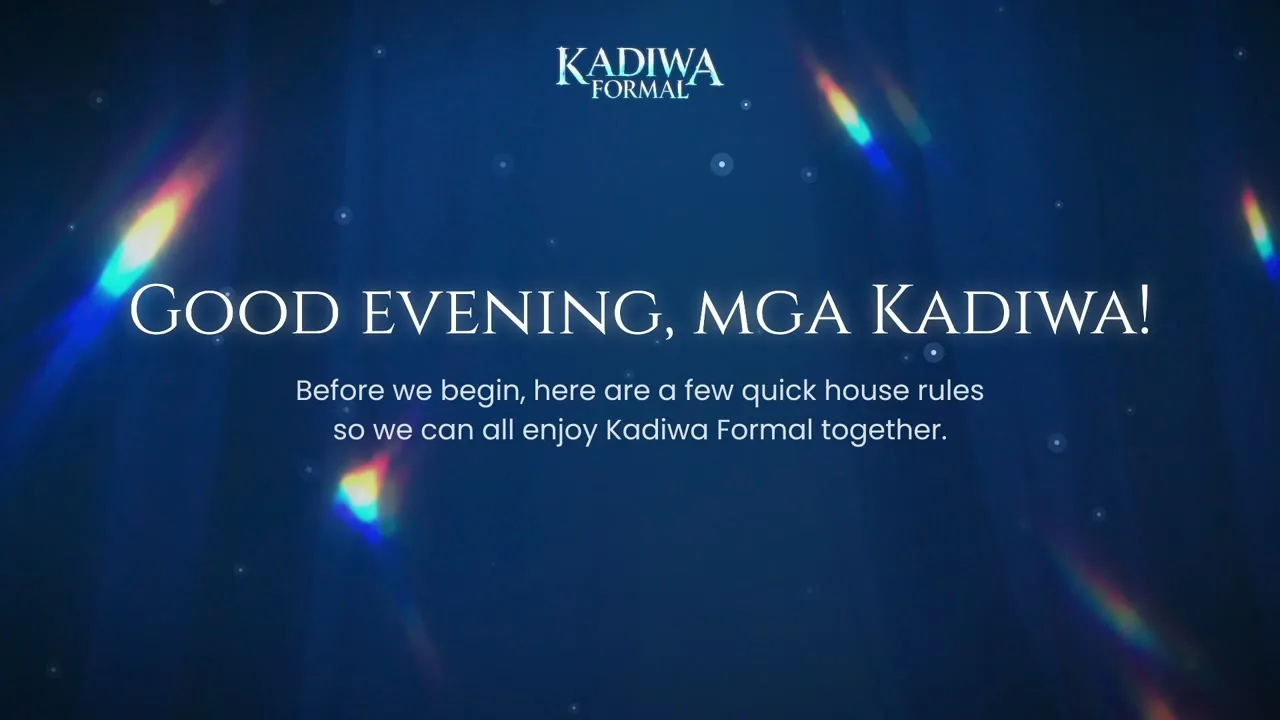 KADIWA
FORMAL
Good evening, mga Kadiwa!
Before we begin, here are a few quick house rules
so we can all enjoy Kadiwa Formal together.